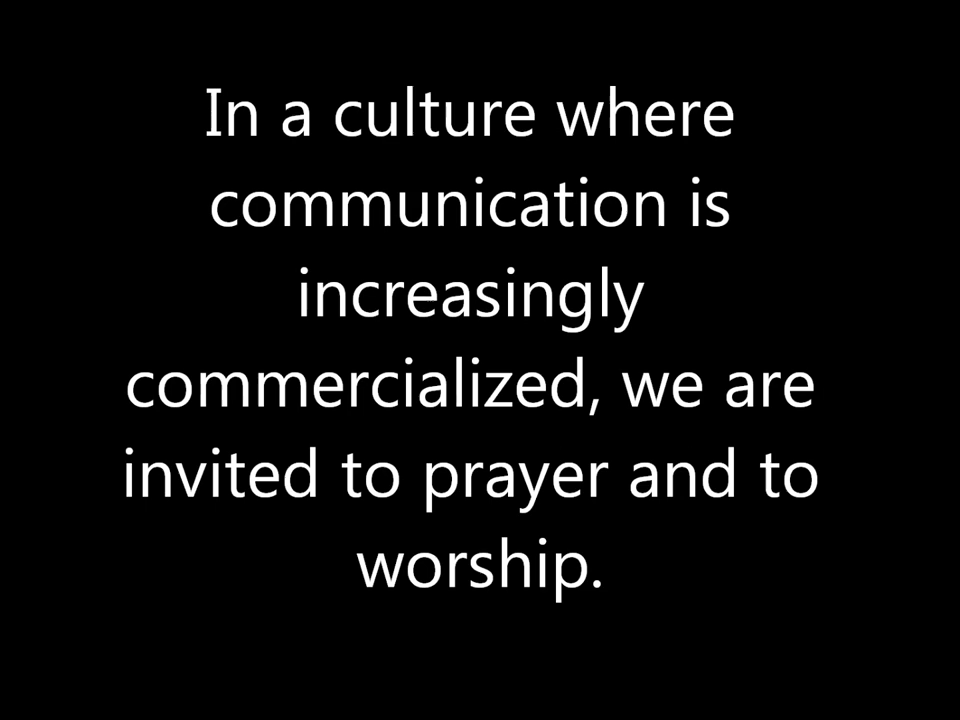 In a culture where
communication is
increasingly
commercialized, we are
invited to prayer and to
worship.